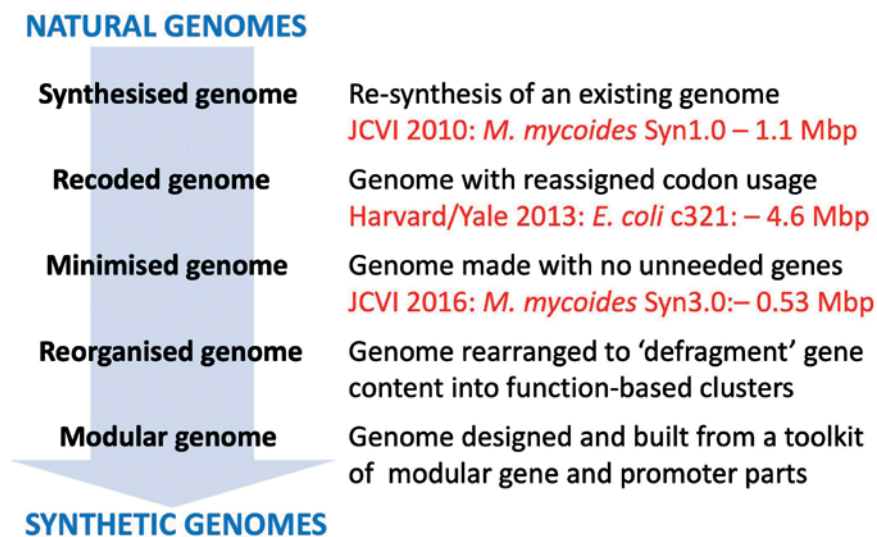 NATURAL GENOMES
Synthesised genome Re-synthesis of an existing genome
JCVI 2010: M. mycoides Syn1.0 – 1.1 Mbp
Recoded genome Genome with reassigned codon usage
Harvard/Yale 2013: E. coli c321: – 4.6 Mbp
Minimised genome Genome made with no unneeded genes
JCVI 2016: M. mycoides Syn3.0:– 0.53 Mbp
Reorganised genome Genome rearranged to ‘defragment’ gene
content into function-based clusters
Modular genome Genome designed and built from a toolkit
of modular gene and promoter parts
SYNTHETIC GENOMES